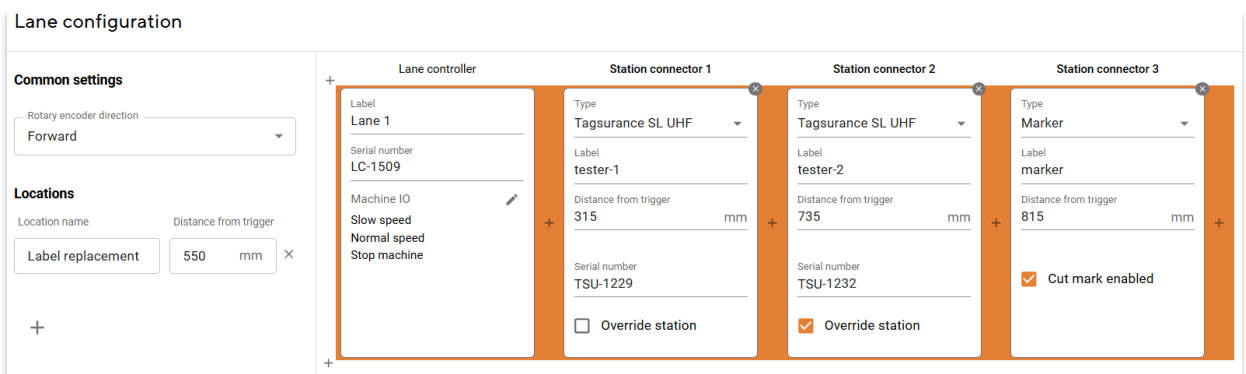 Lane configuration
Common settings
Rotary encoder direction
Forward
Locations
Location name Distance from trigger
Label replacement 550 mm
Lane controller
Label
Lane 1
Serial number
LC-1509
Machine IO
Slow speed
Normal speed
Stop machine
Station connector 1
Type
Tagsurance SL UHF
Label
tester-1
Distance from trigger
315 mm
Serial number
TSU-1229
Override station
Station connector 2
Type
Tagsurance SL UHF
Label
tester-2
Distance from trigger
735 mm
Serial number
TSU-1232
Override station
Station connector 3
Type
Marker
Label
marker
Distance from trigger
815 mm
Cut mark enabled